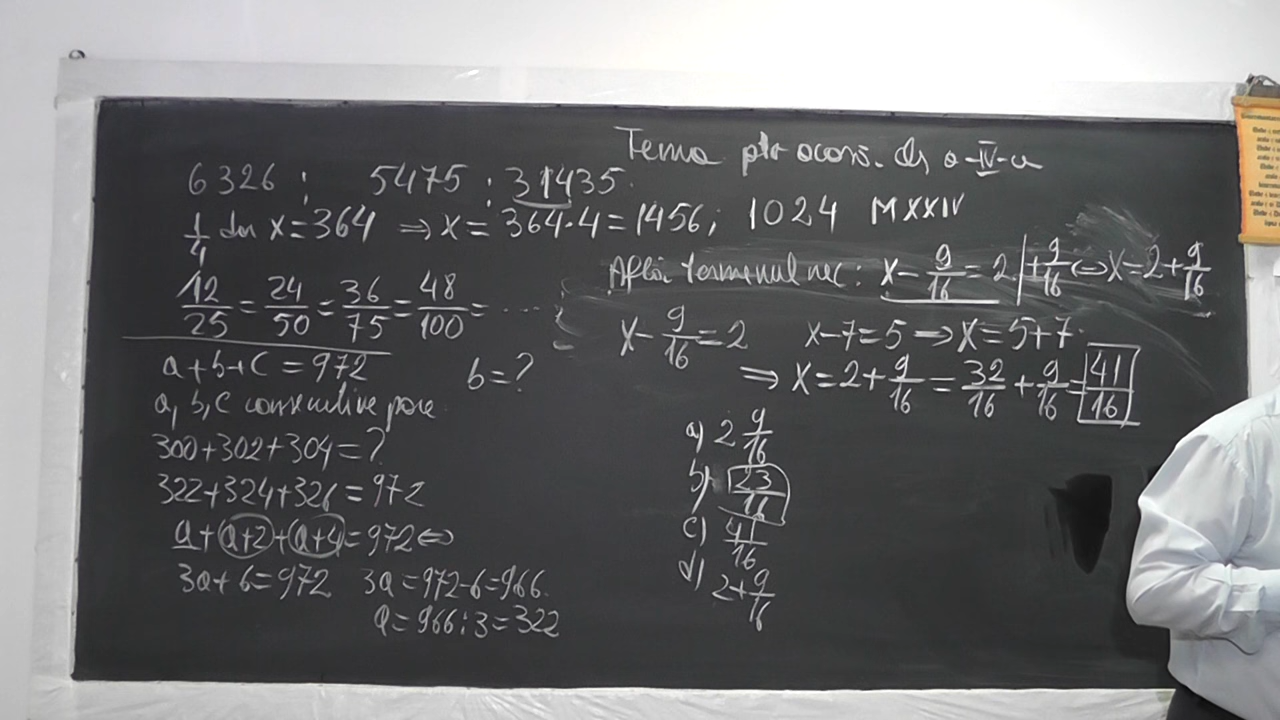 Tema ptr acons. cls a-IV-a
6326 ; 5475 ; 31435.
1/4 din x=364 ⇒ x= 364·4=1456; 1024 MXXIV
Aflați termenul nec: x- 9/16 = 2 |+ 9/16 ⇔ x=2+ 9/16
12/25 = 24/50 = 36/75 = 48/100 = .....
x- 9/16 =2 x-7=5 ⇒ x=5+7.
⇒ x=2+ 9/16 = 32/16 + 9/16 = 41/16
a+b+c=972 b=?
a, b, c consecutive pare
300+302+304=?
322+324+326=972
a+(a+2)+(a+4)=972 ⇔
3a+6=972 3a=972-6=966.
a=966:3=322
a) 2 9/16
b) 23/16
c) 41/16
d) 2+ 9/16